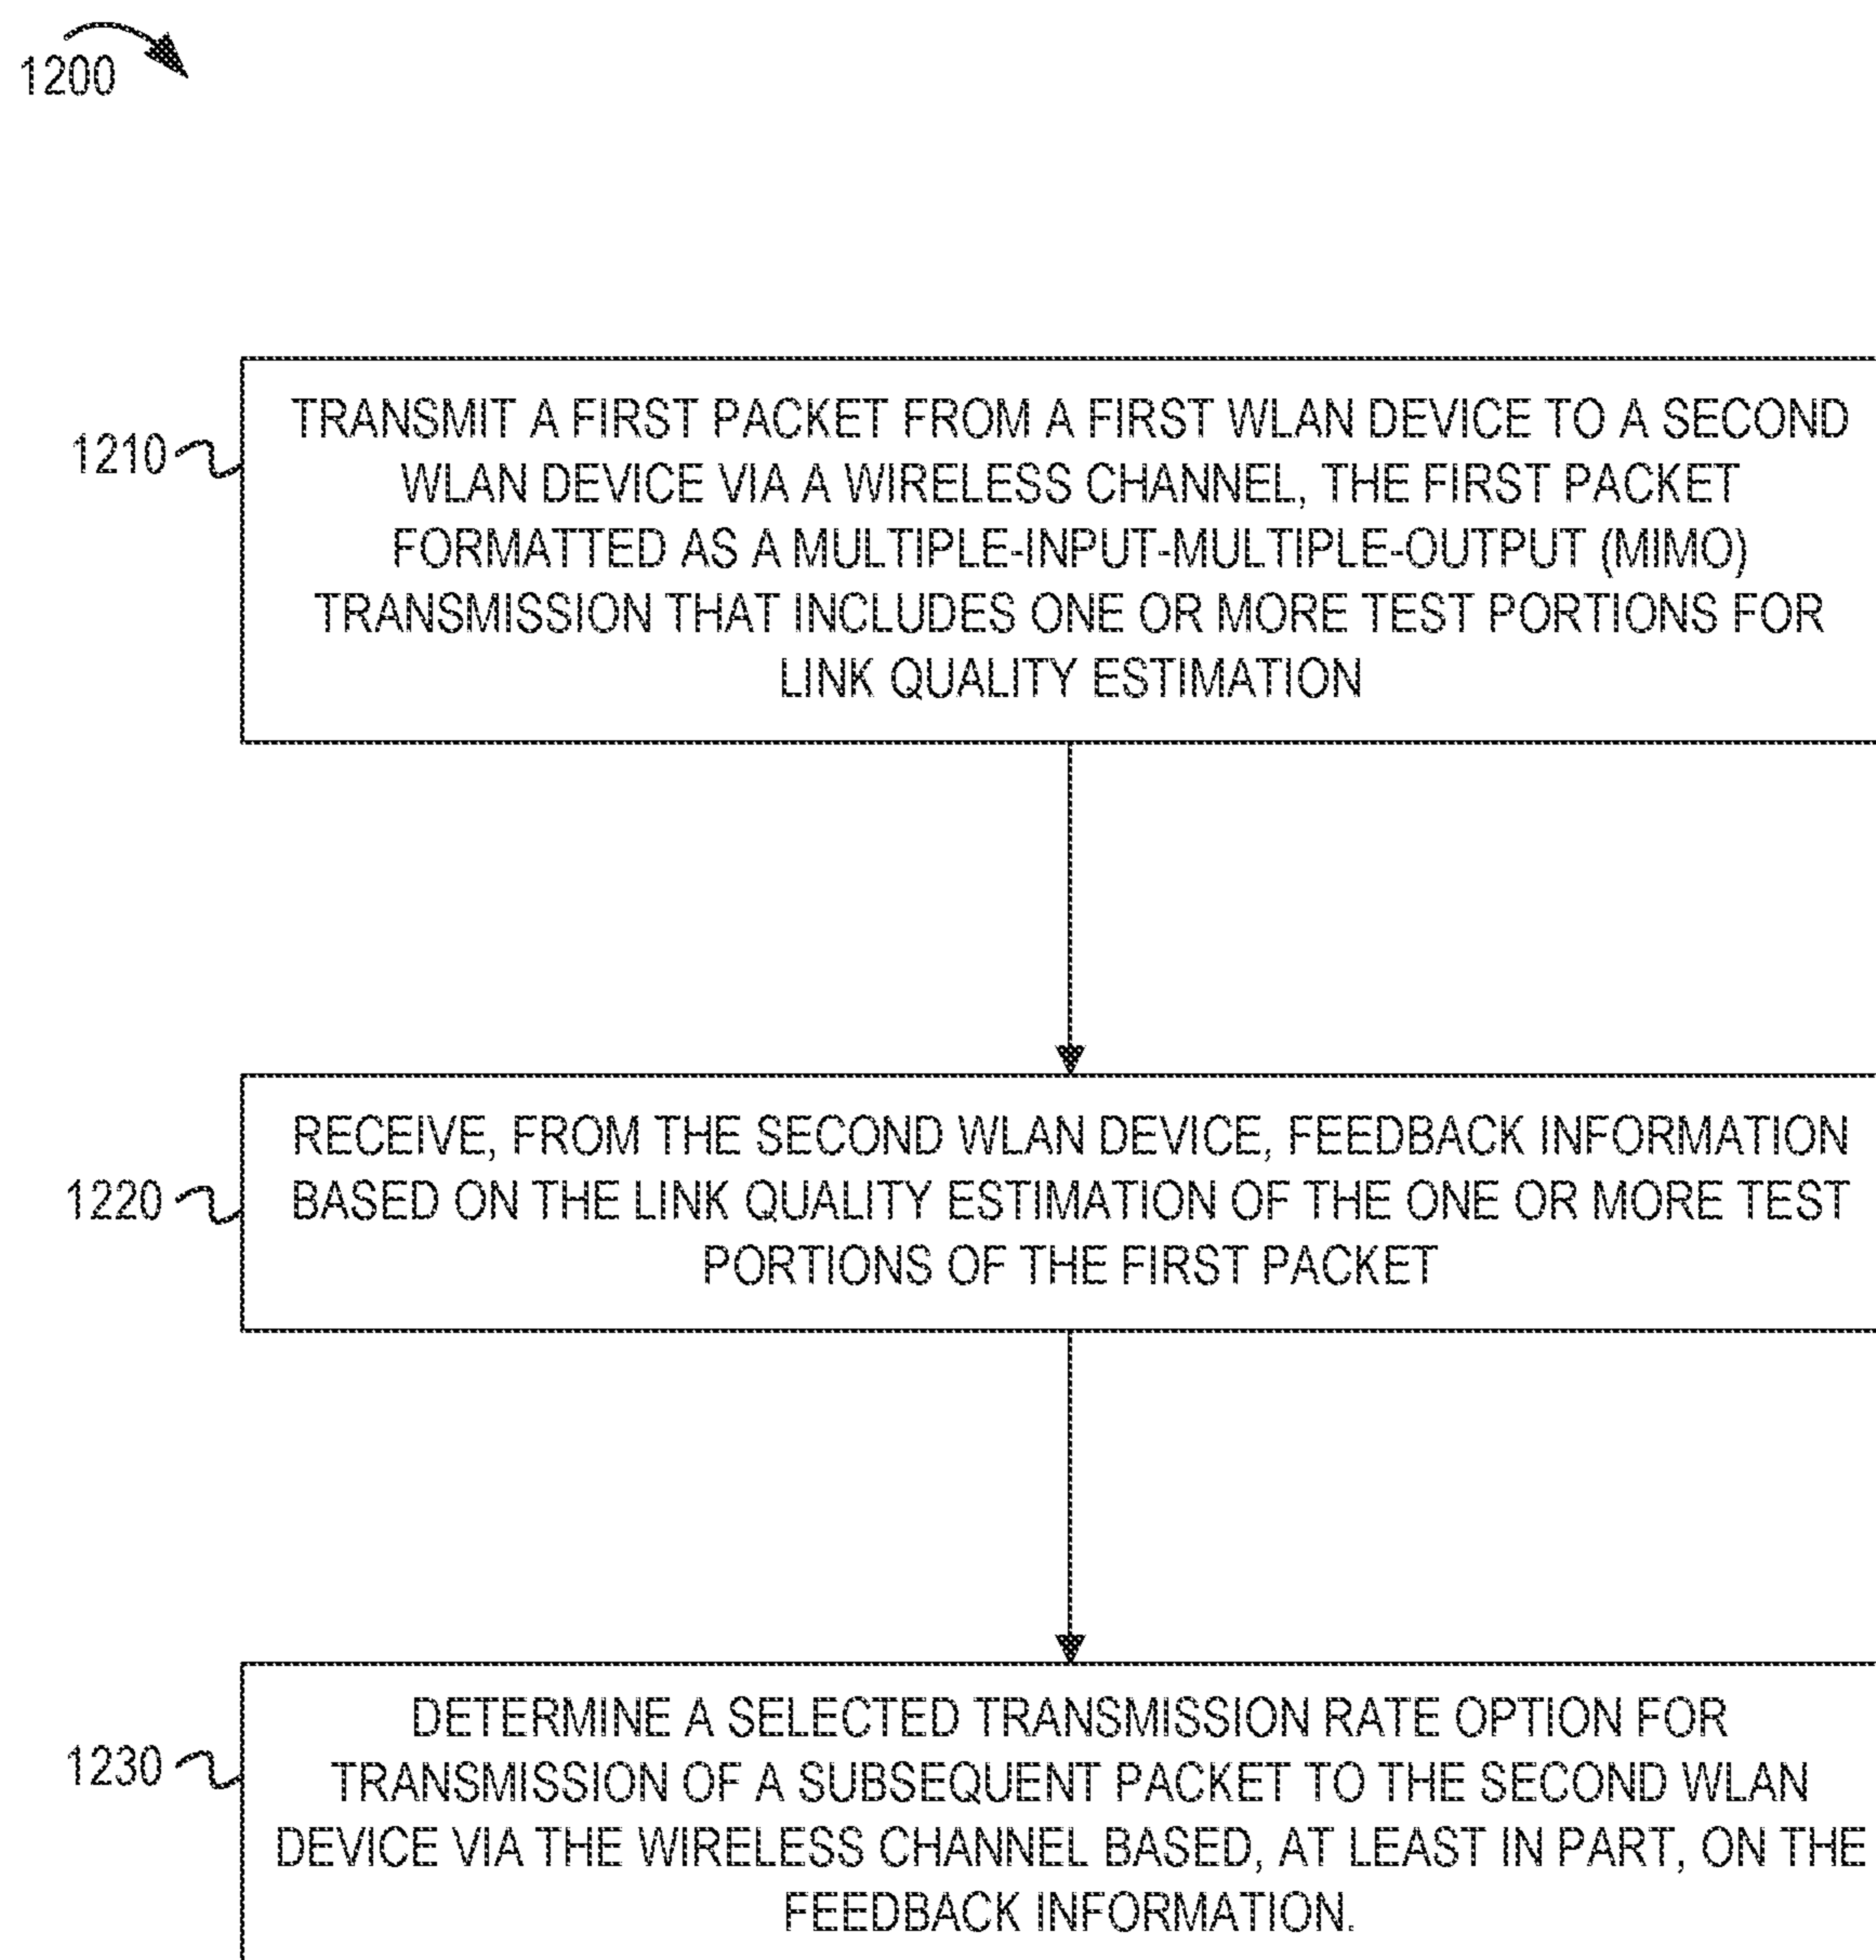 1200
1210
TRANSMIT A FIRST PACKET FROM A FIRST WLAN DEVICE TO A SECOND
WLAN DEVICE VIA A WIRELESS CHANNEL, THE FIRST PACKET
FORMATTED AS A MULTIPLE-INPUT-MULTIPLE-OUTPUT (MIMO)
TRANSMISSION THAT INCLUDES ONE OR MORE TEST PORTIONS FOR
LINK QUALITY ESTIMATION
1220
RECEIVE, FROM THE SECOND WLAN DEVICE, FEEDBACK INFORMATION
BASED ON THE LINK QUALITY ESTIMATION OF THE ONE OR MORE TEST
PORTIONS OF THE FIRST PACKET
1230
DETERMINE A SELECTED TRANSMISSION RATE OPTION FOR
TRANSMISSION OF A SUBSEQUENT PACKET TO THE SECOND WLAN
DEVICE VIA THE WIRELESS CHANNEL BASED, AT LEAST IN PART, ON THE
FEEDBACK INFORMATION.